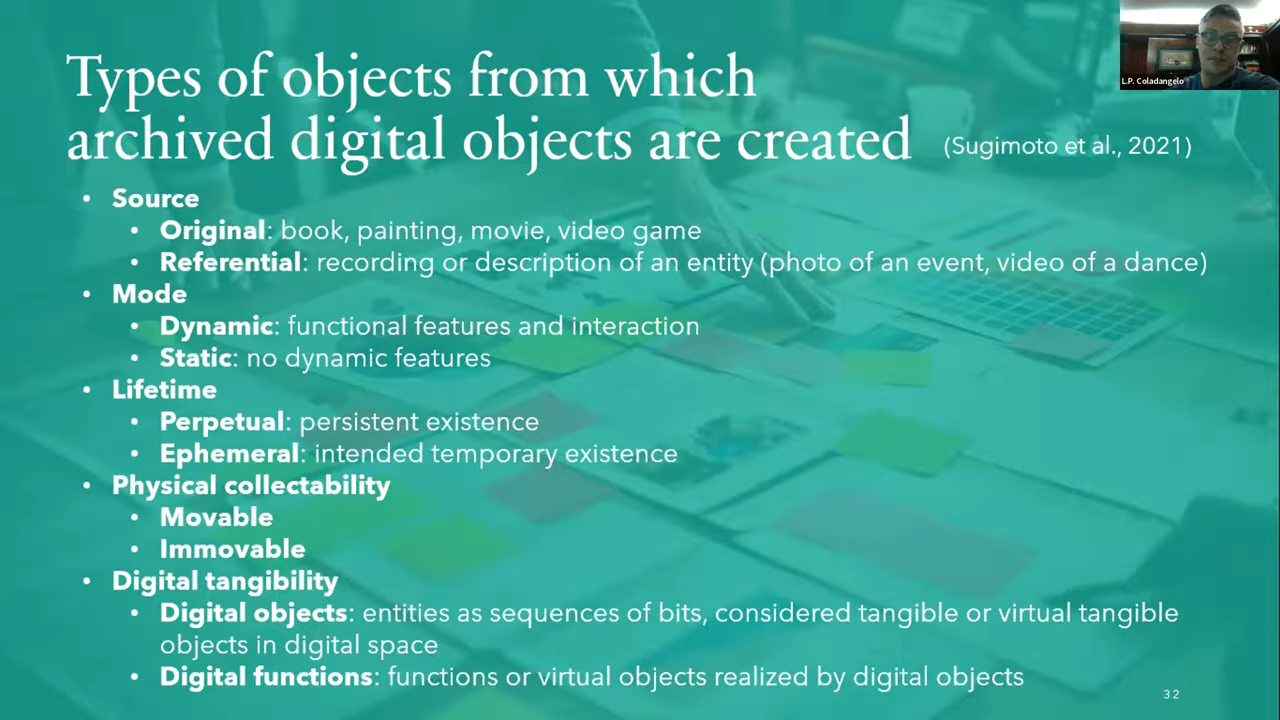 L.P. Coladangelo
Types of objects from which
archived digital objects are created (Sugimoto et al., 2021)
• Source
• Original: book, painting, movie, video game
• Referential: recording or description of an entity (photo of an event, video of a dance)
• Mode
• Dynamic: functional features and interaction
• Static: no dynamic features
• Lifetime
• Perpetual: persistent existence
• Ephemeral: intended temporary existence
• Physical collectability
• Movable
• Immovable
• Digital tangibility
• Digital objects: entities as sequences of bits, considered tangible or virtual tangible
objects in digital space
• Digital functions: functions or virtual objects realized by digital objects
32